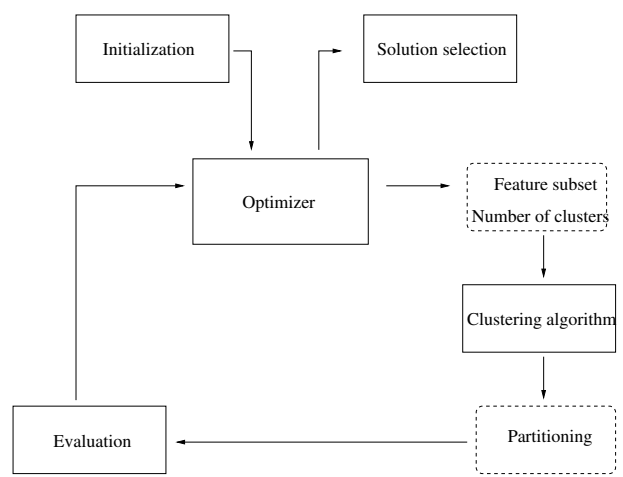 Initialization
Solution selection
Optimizer
Feature subset
Number of clusters
Clustering algorithm
Evaluation
Partitioning